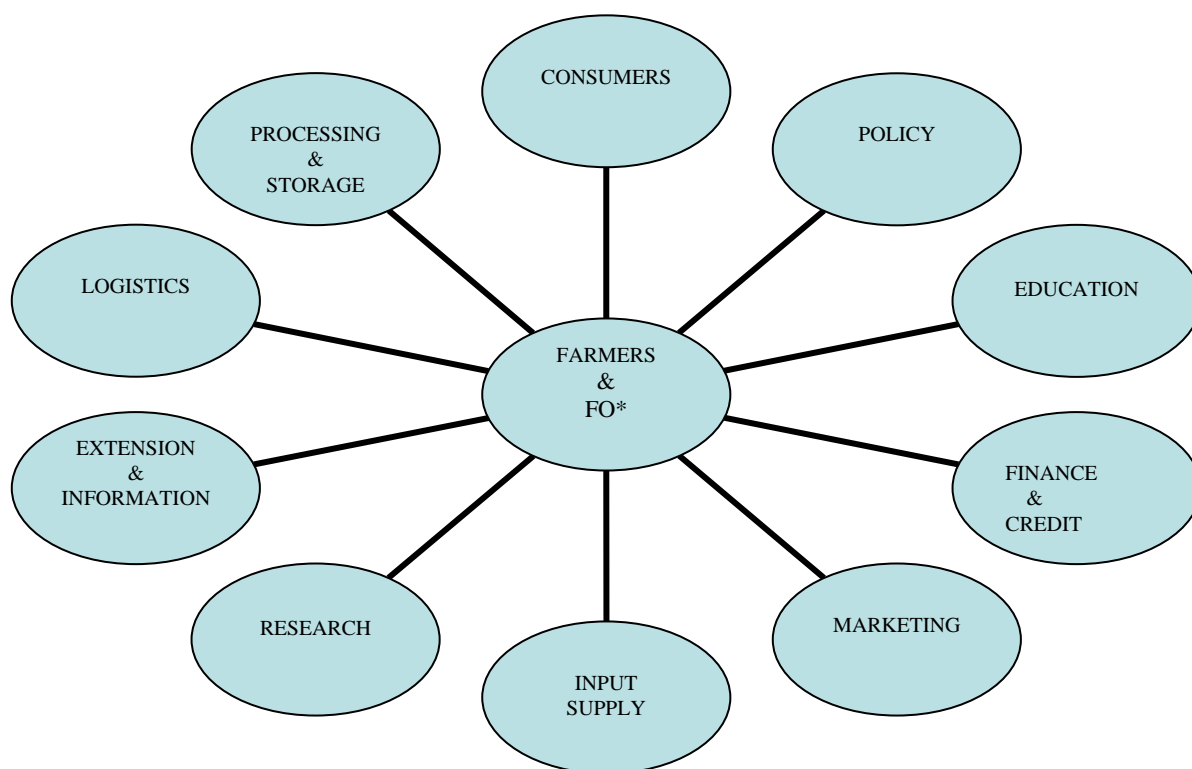 CONSUMERS
PROCESSING
&
STORAGE
POLICY
LOGISTICS
EDUCATION
FARMERS
&
FO*
EXTENSION
&
INFORMATION
FINANCE
&
CREDIT
RESEARCH
MARKETING
INPUT
SUPPLY